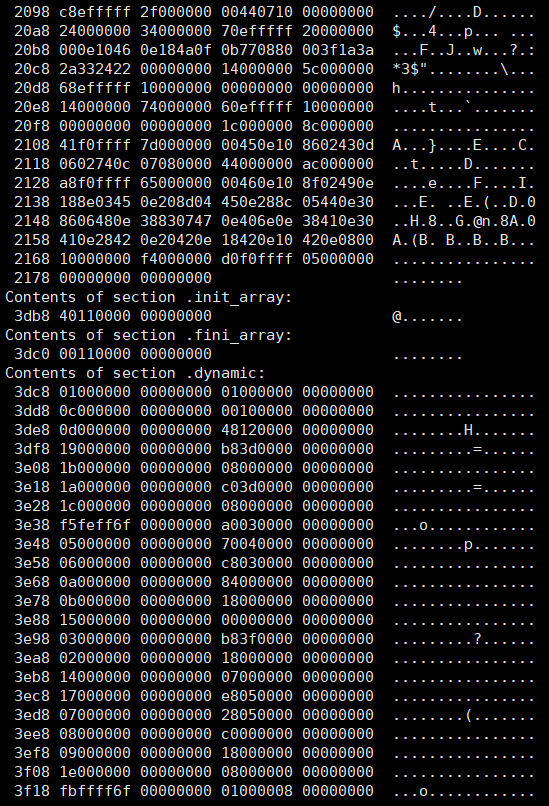 2098 c8efffff 2f000000 00440710 00000000  ..../....D......
 20a8 24000000 34000000 70efffff 20000000  $...4...p... ...
 20b8 000e1046 0e184a0f 0b770880 003f1a3a  ...F..J..w...?.:
 20c8 2a332422 00000000 14000000 5c000000  *3$"........\...
 20d8 68efffff 10000000 00000000 00000000  h...............
 20e8 14000000 74000000 60efffff 10000000  ....t...`.......
 20f8 00000000 00000000 1c000000 8c000000  ................
 2108 41f0ffff 7d000000 00450e10 8602430d  A...}....E....C.
 2118 0602740c 07080000 44000000 ac000000  ..t.....D.......
 2128 a8f0ffff 65000000 00460e10 8f02490e  ....e....F....I.
 2138 188e0345 0e208d04 450e288c 05440e30  ...E. ..E.(..D.0
 2148 8606480e 38830747 0e406e0e 38410e30  ..H.8..G.@n.8A.0
 2158 410e2842 0e20420e 18420e10 420e0800  A.(B. B..B..B...
 2168 10000000 f4000000 d0f0ffff 05000000  ................
 2178 00000000 00000000                    ........
Contents of section .init_array:
 3db8 40110000 00000000                    @.......
Contents of section .fini_array:
 3dc0 00110000 00000000                    ........
Contents of section .dynamic:
 3dc8 01000000 00000000 01000000 00000000  ................
 3dd8 0c000000 00000000 00100000 00000000  ................
 3de8 0d000000 00000000 48120000 00000000  ........H.......
 3df8 19000000 00000000 b83d0000 00000000  .........=......
 3e08 1b000000 00000000 08000000 00000000  ................
 3e18 1a000000 00000000 c03d0000 00000000  .........=......
 3e28 1c000000 00000000 08000000 00000000  ................
 3e38 f5feff6f 00000000 a0030000 00000000  ...o............
 3e48 05000000 00000000 70040000 00000000  ........p.......
 3e58 06000000 00000000 c8030000 00000000  ................
 3e68 0a000000 00000000 84000000 00000000  ................
 3e78 0b000000 00000000 18000000 00000000  ................
 3e88 15000000 00000000 00000000 00000000  ................
 3e98 03000000 00000000 b83f0000 00000000  .........?......
 3ea8 02000000 00000000 18000000 00000000  ................
 3eb8 14000000 00000000 07000000 00000000  ................
 3ec8 17000000 00000000 e8050000 00000000  ................
 3ed8 07000000 00000000 28050000 00000000  ........(.......
 3ee8 08000000 00000000 c0000000 00000000  ................
 3ef8 09000000 00000000 18000000 00000000  ................
 3f08 1e000000 00000000 08000000 00000000  ................
 3f18 fbffff6f 00000000 01000008 00000000  ...o............